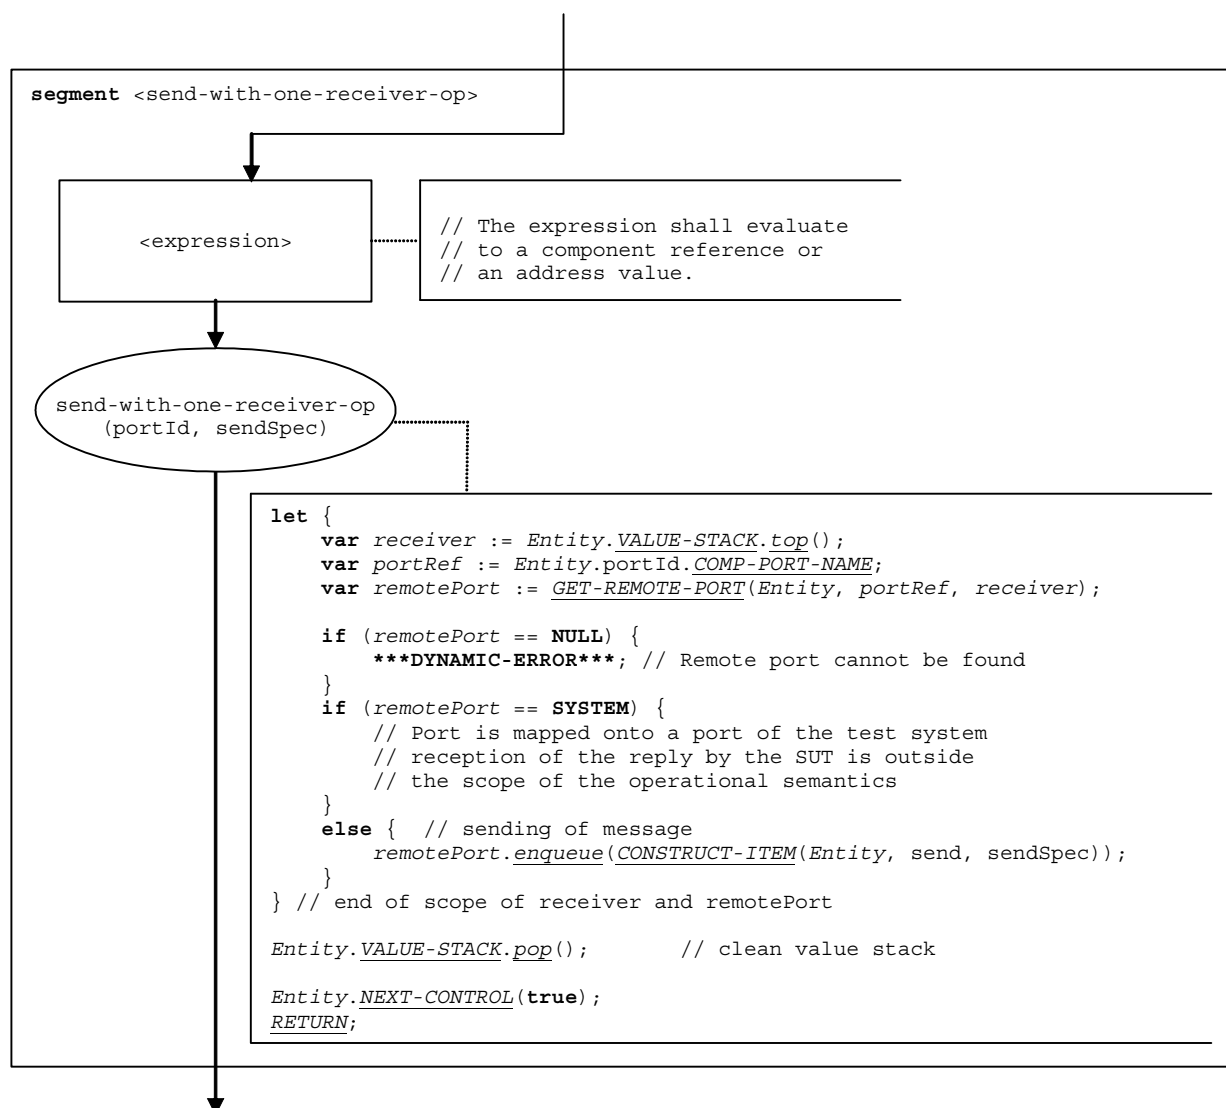 segment <send-with-one-receiver-op>
<expression>
// The expression shall evaluate
// to a component reference or
// an address value.
send-with-one-receiver-op
(portId, sendSpec)
let {
var receiver := Entity.VALUE-STACK.top();
var portRef := Entity.portId.COMP-PORT-NAME;
var remotePort := GET-REMOTE-PORT(Entity, portRef, receiver);
if (remotePort == NULL) {
***DYNAMIC-ERROR***; // Remote port cannot be found
}
if (remotePort == SYSTEM) {
// Port is mapped onto a port of the test system
// reception of the reply by the SUT is outside
// the scope of the operational semantics
}
else { // sending of message
remotePort.enqueue(CONSTRUCT-ITEM(Entity, send, sendSpec));
}
} // end of scope of receiver and remotePort
Entity.VALUE-STACK.pop(); // clean value stack
Entity.NEXT-CONTROL(true);
RETURN;